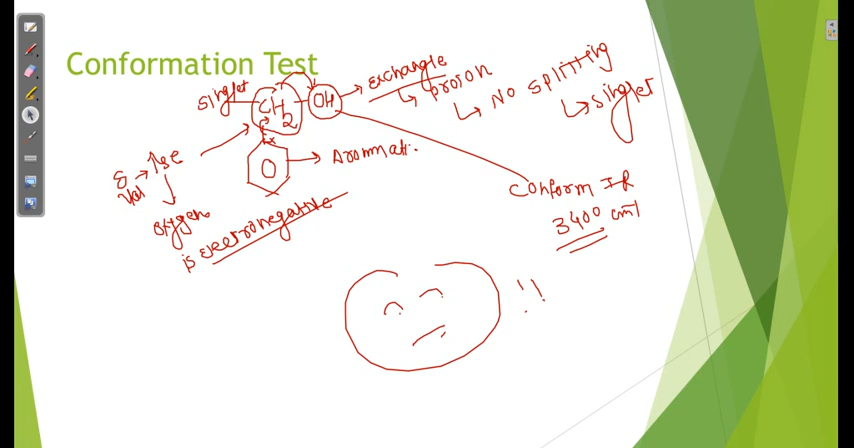 Conformation Test
singlet
CH2
OH
Exchangle
proton
No splitting
singlet
δ → ↑se
Val
oxygen
is electronegative
Aromati.
Conform IR
3400 cm-1
!!